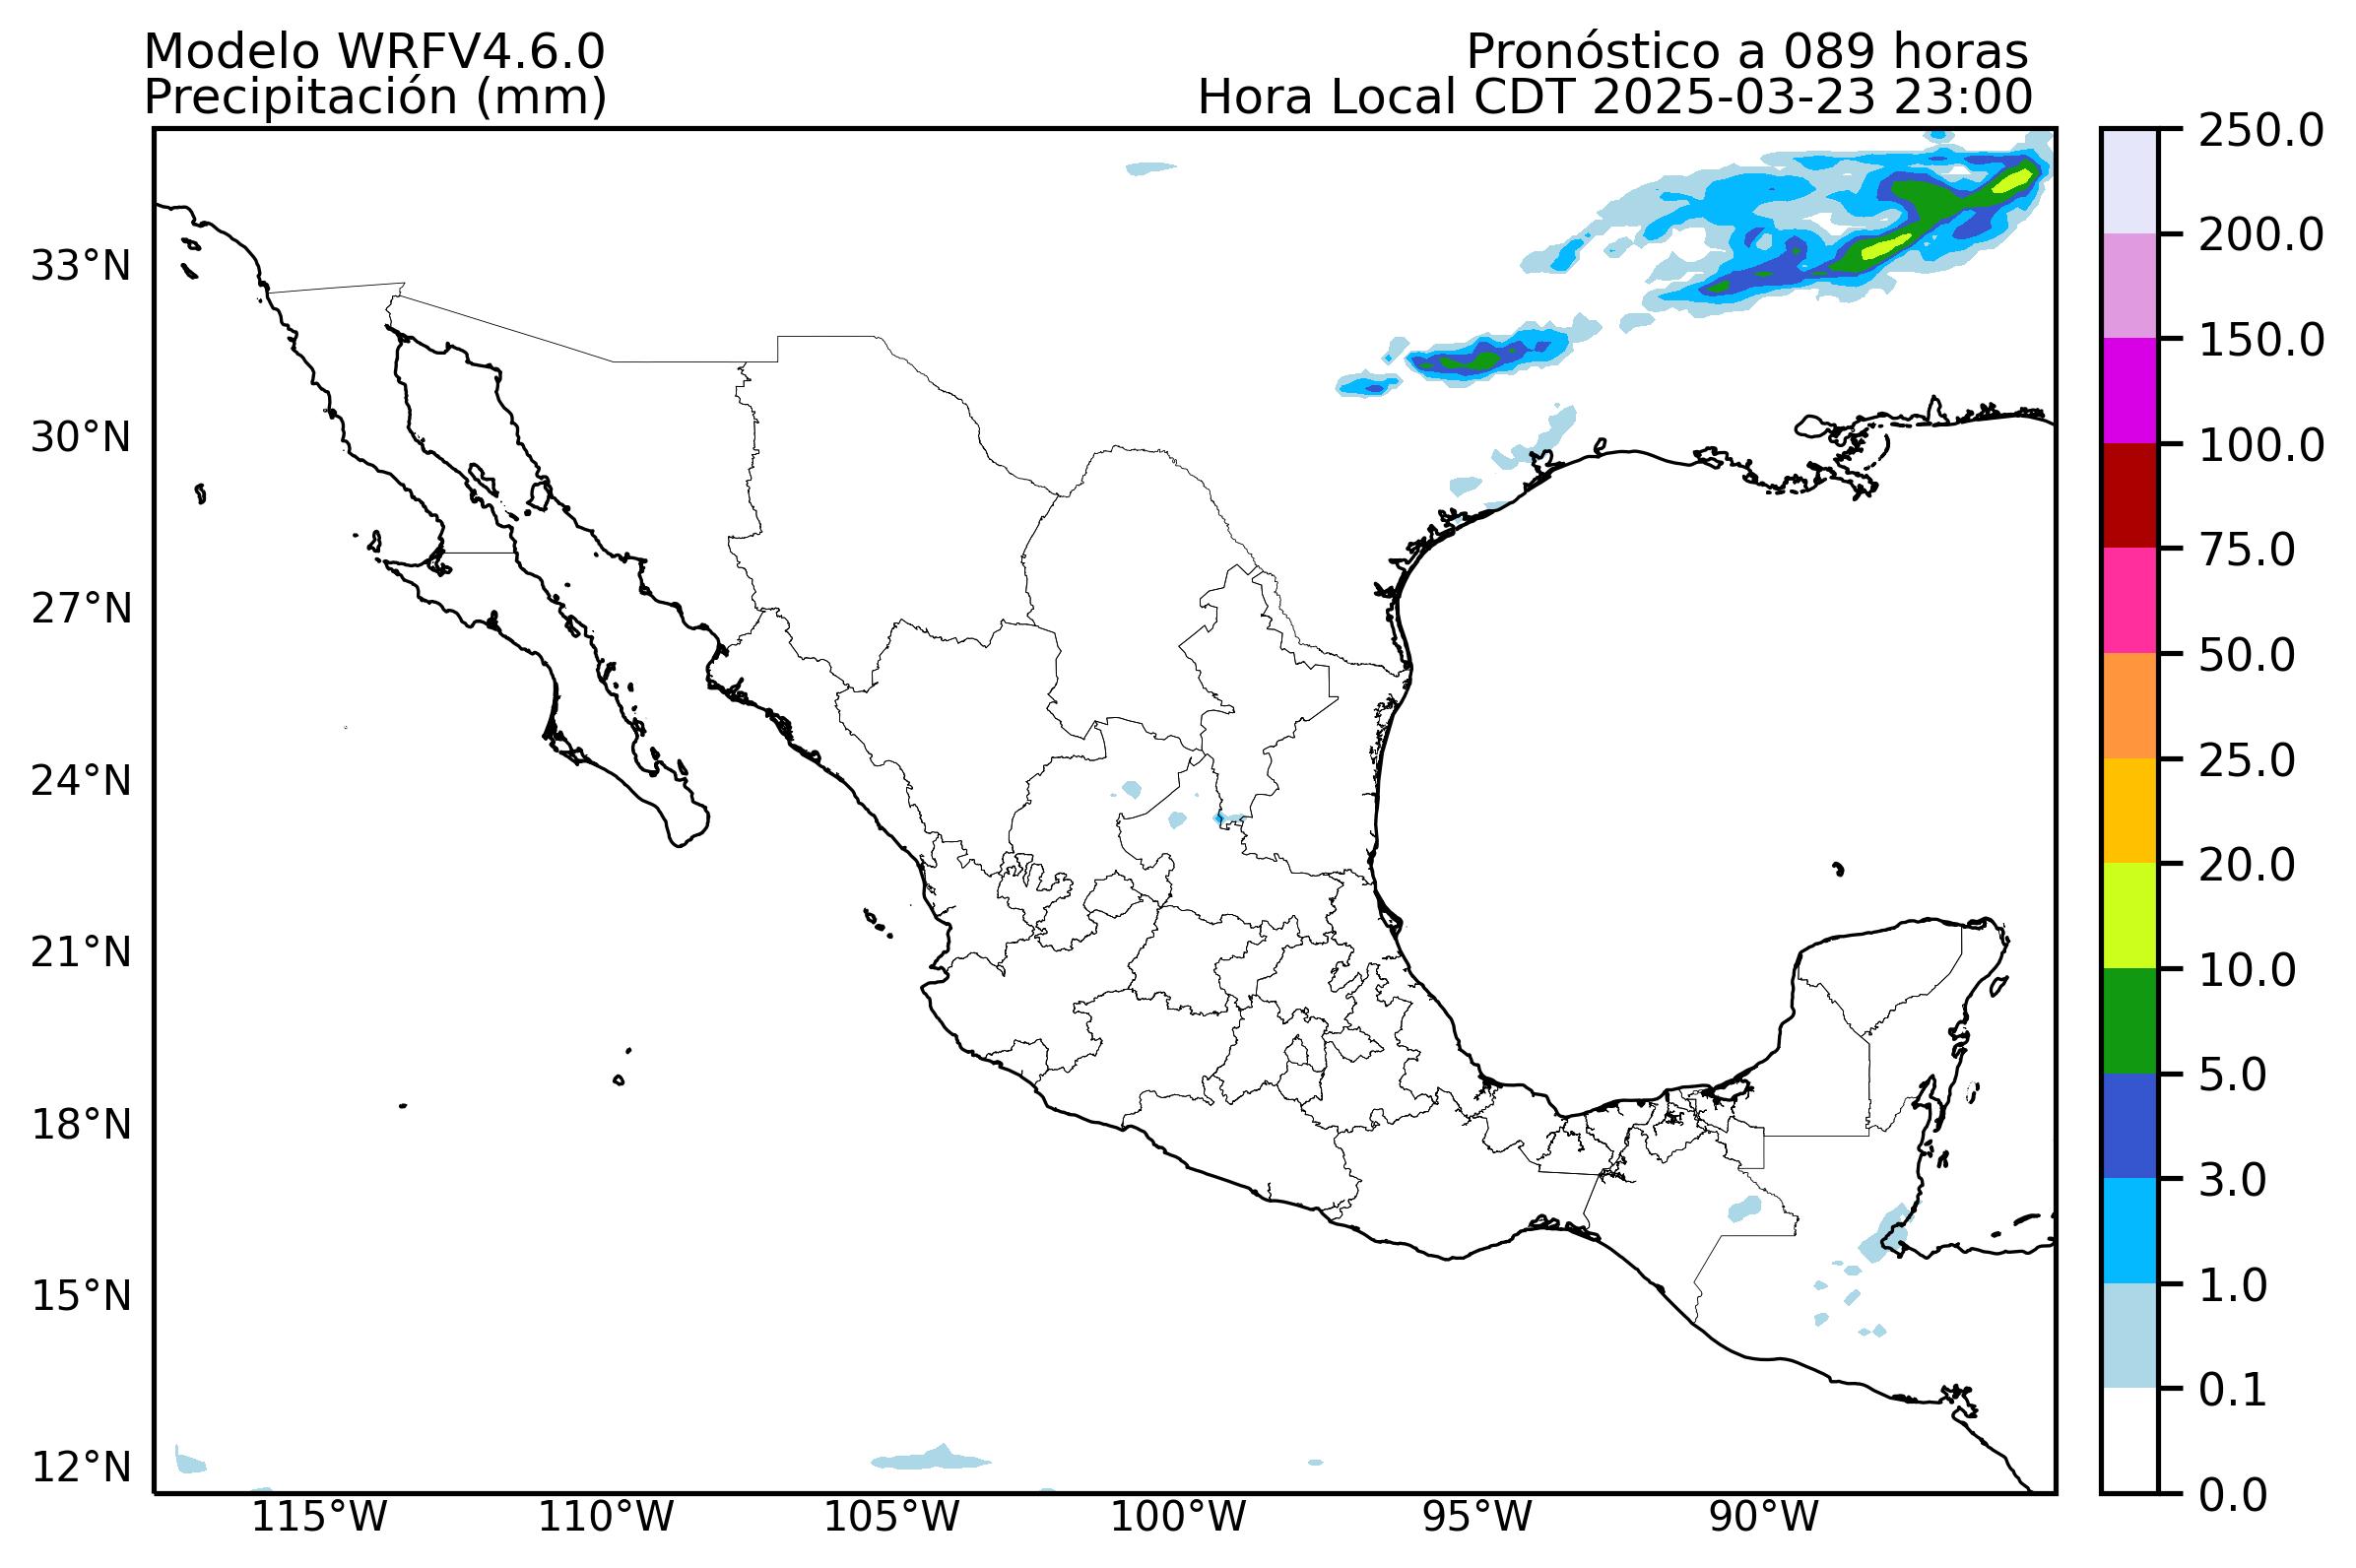 Modelo WRFV4.6.0
Pronóstico a 089 horas
Precipitación (mm)
Hora Local CDT 2025-03-23 23:00
33°N
30°N
27°N
24°N
21°N
18°N
15°N
12°N
115°W
110°W
105°W
100°W
95°W
90°W
250.0
200.0
150.0
100.0
75.0
50.0
25.0
20.0
10.0
5.0
3.0
1.0
0.1
0.0